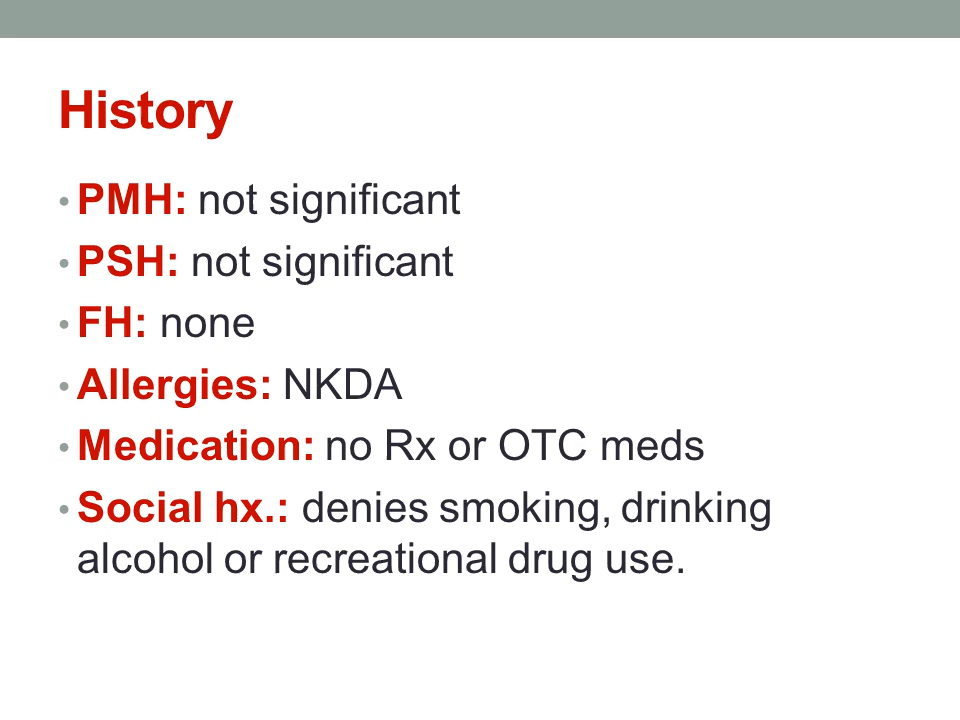 History
• PMH: not significant
• PSH: not significant
• FH: none
• Allergies: NKDA
• Medication: no Rx or OTC meds
• Social hx.: denies smoking, drinking
alcohol or recreational drug use.